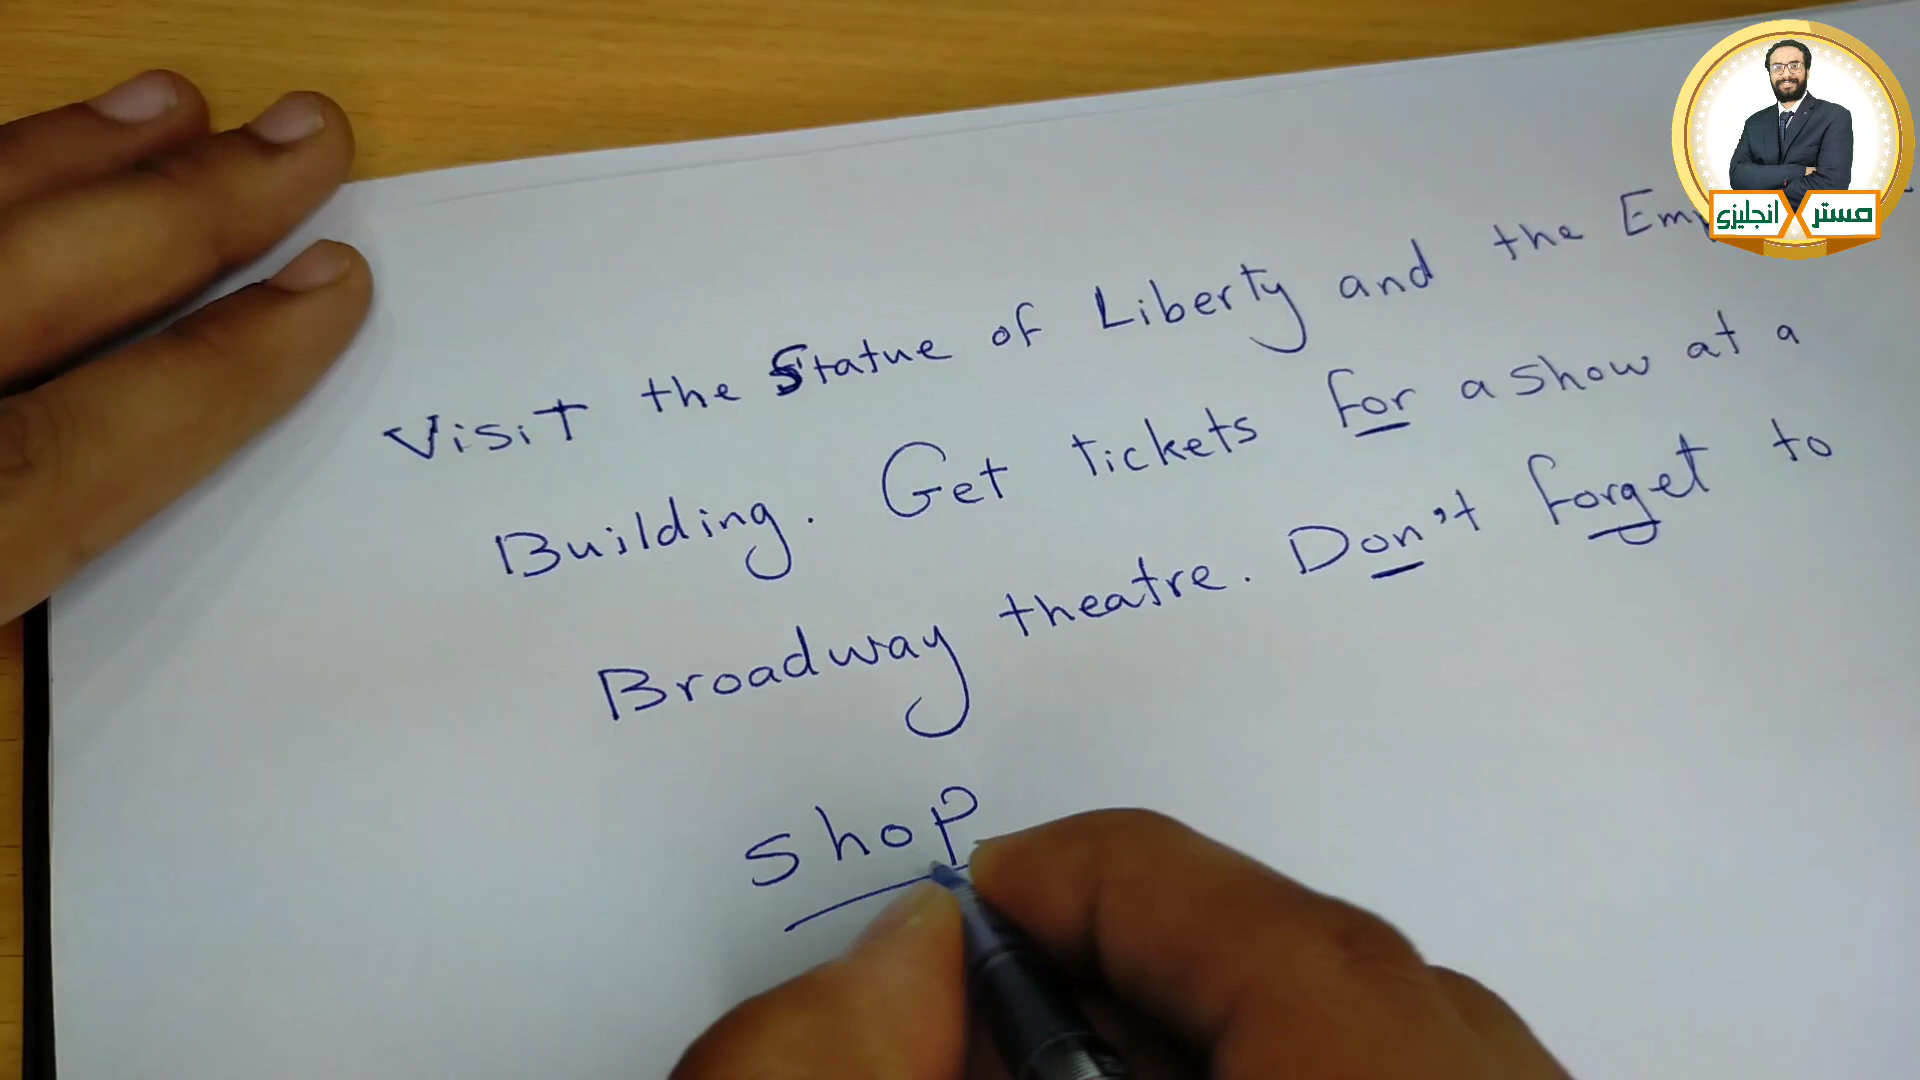 Visit the Statue of Liberty and the
Building. Get tickets for a show at a
Broadway theatre. Don't forget to
shop
مستر X انجليزي